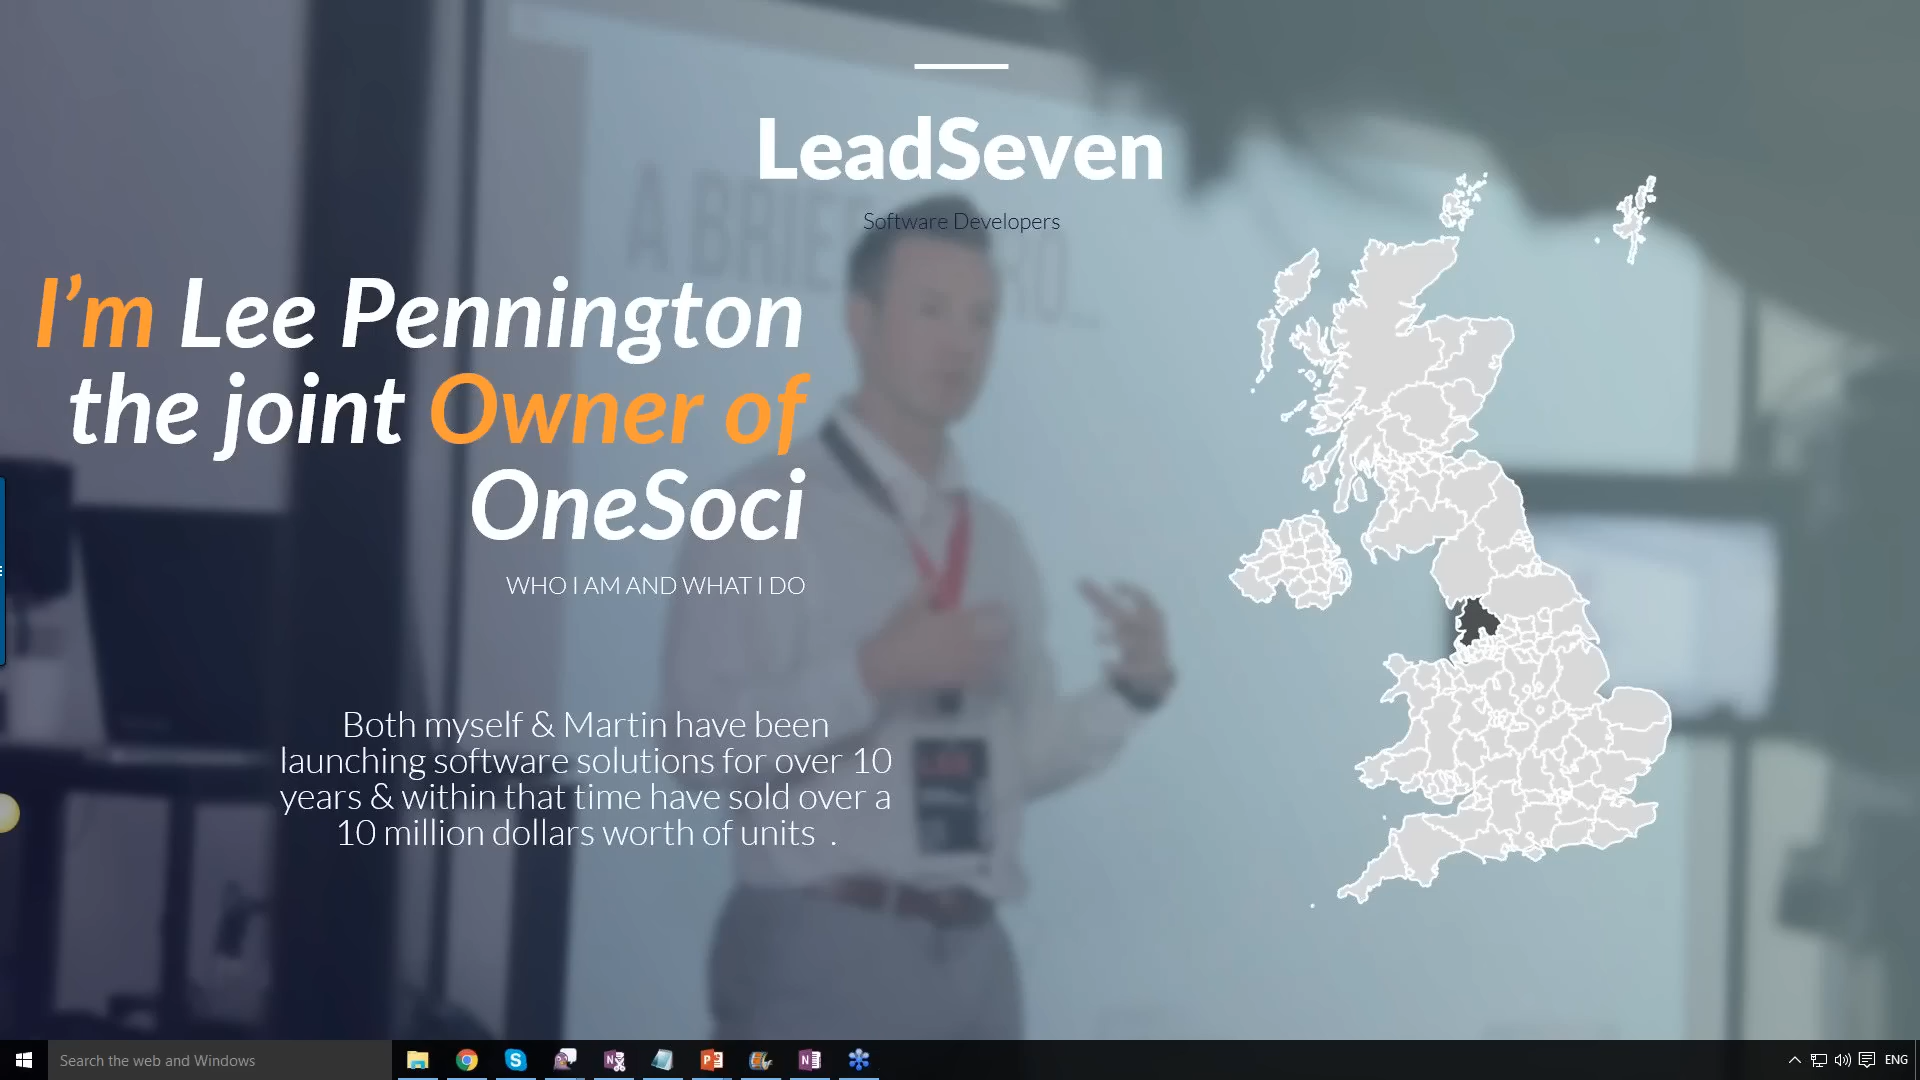 LeadSeven
Software Developers
I'm Lee Pennington
the joint Owner of
OneSoci
WHO I AM AND WHAT I DO
Both myself & Martin have been
launching software solutions for over 10
years & within that time have sold over a
10 million dollars worth of units .
A BRIE
RO...
Search the web and Windows
ENG